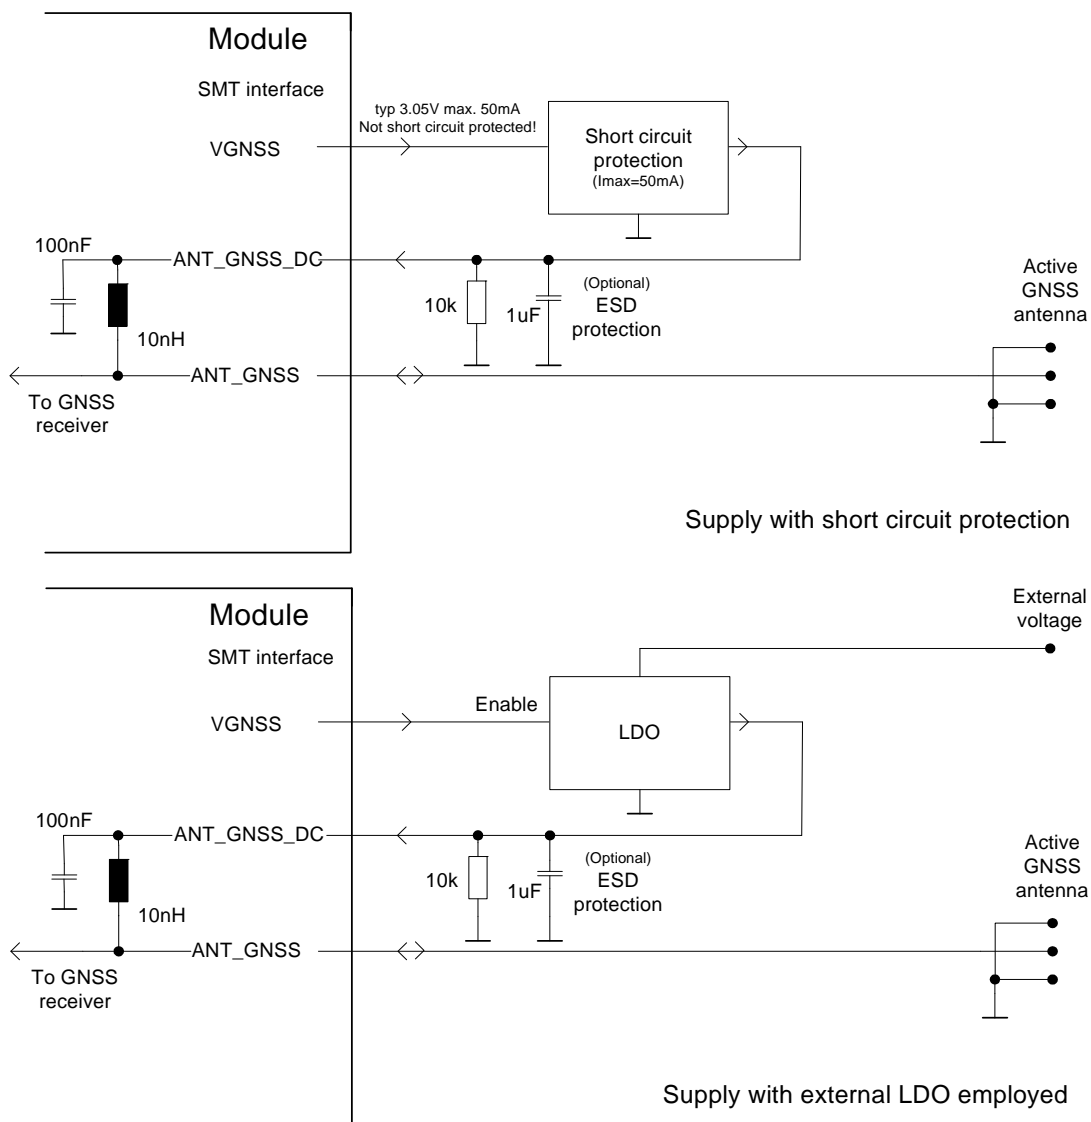 Module
SMT interface
typ 3.05V max. 50mA
Not short circuit protected!
VGNSS
Short circuit
protection
(Imax=50mA)
100nF
ANT_GNSS_DC
10nH
10k
1uF
(Optional)
ESD
protection
Active
GNSS
antenna
ANT_GNSS
To GNSS
receiver
Supply with short circuit protection
Module
SMT interface
External
voltage
VGNSS
Enable
LDO
100nF
ANT_GNSS_DC
10nH
10k
1uF
(Optional)
ESD
protection
Active
GNSS
antenna
ANT_GNSS
To GNSS
receiver
Supply with external LDO employed